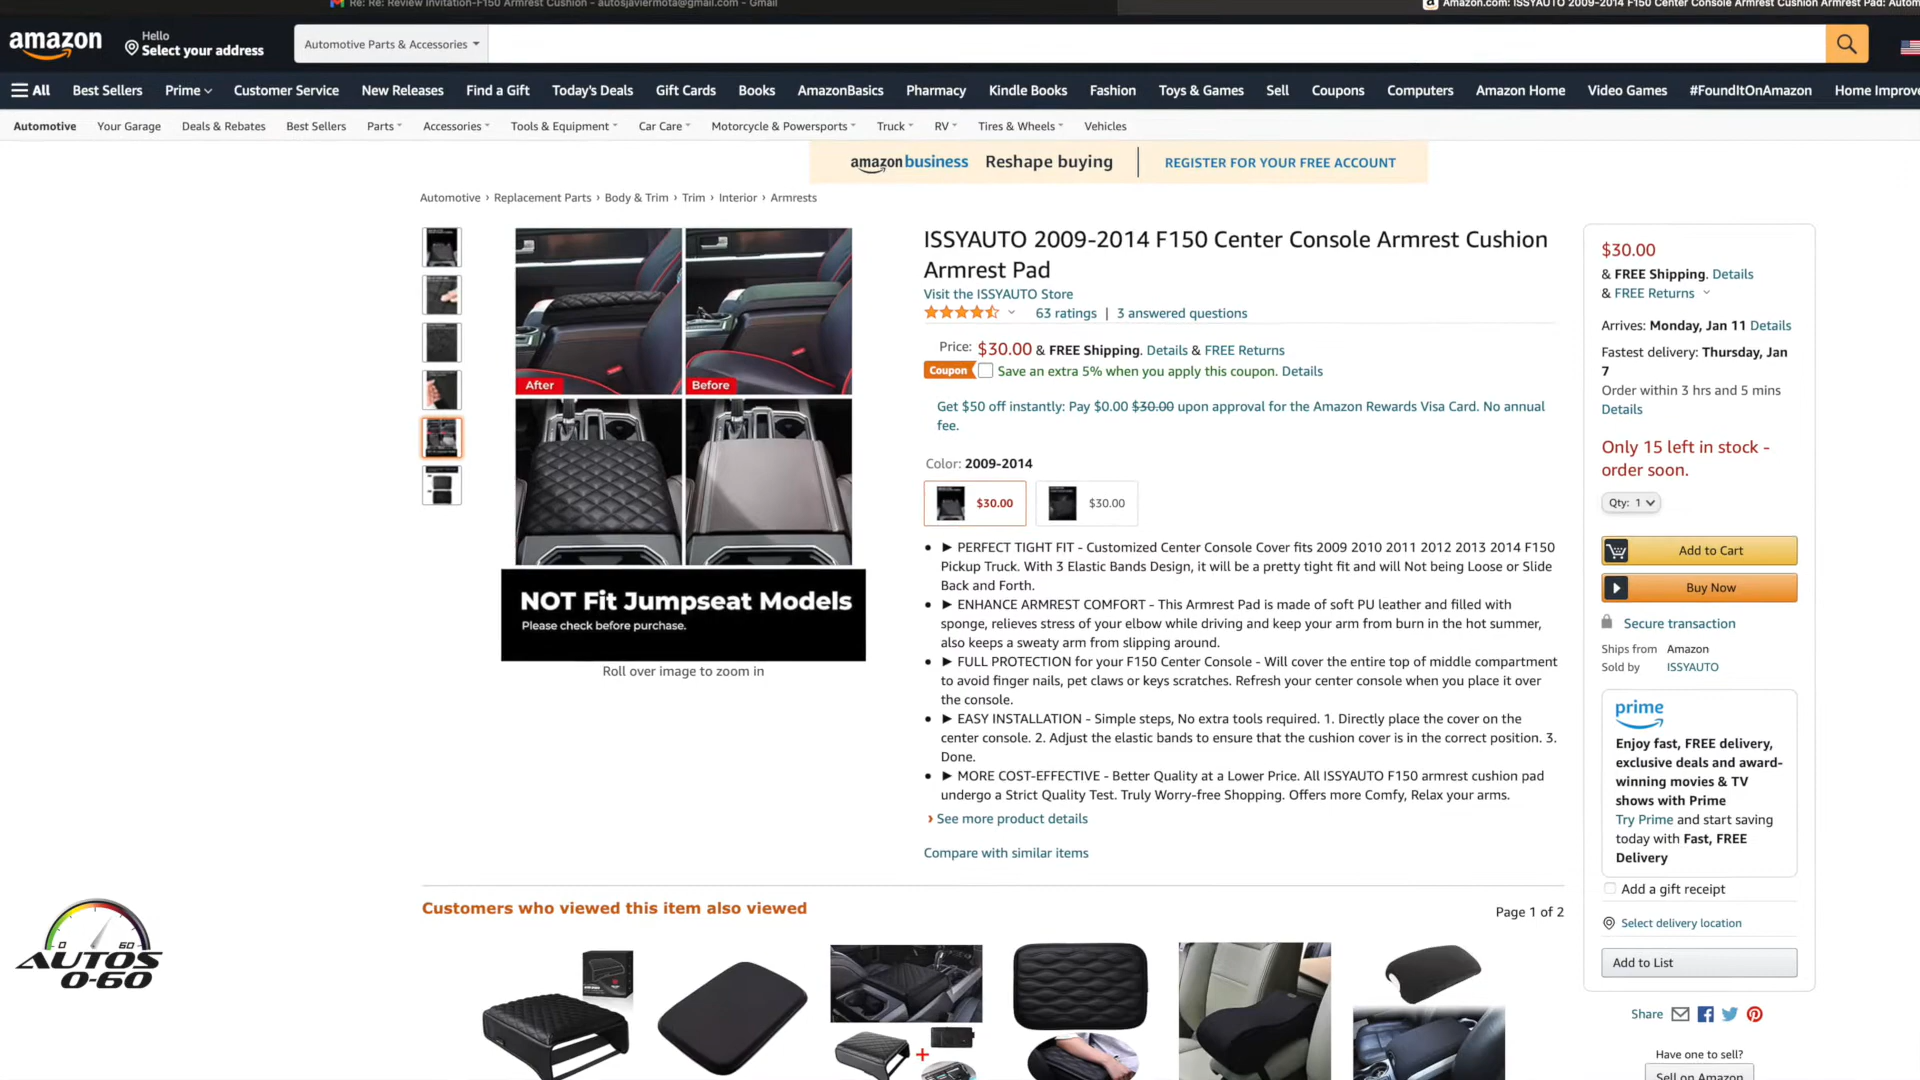 Re: Re: Review Invitation-F150 Armrest Cushion - autosjaviermota@gmail.com - Gmail
Amazon.com: ISSYAUTO 2009-2014 F150 Center Console Armrest Cushion Armrest Pad: Autom
amazon
Hello
Select your address
Automotive Parts & Accessories
All Best Sellers Prime Customer Service New Releases Find a Gift Today's Deals Gift Cards Books AmazonBasics Pharmacy Kindle Books Fashion Toys & Games Sell Coupons Computers Amazon Home Video Games #FoundItOnAmazon Home Improve
Automotive Your Garage Deals & Rebates Best Sellers Parts Accessories Tools & Equipment Car Care Motorcycle & Powersports Truck RV Tires & Wheels Vehicles
amazon business Reshape buying REGISTER FOR YOUR FREE ACCOUNT
Automotive › Replacement Parts › Body & Trim › Trim › Interior › Armrests
After
Before
NOT Fit Jumpseat Models
Please check before purchase.
Roll over image to zoom in
ISSYAUTO 2009-2014 F150 Center Console Armrest Cushion
Armrest Pad
Visit the ISSYAUTO Store
63 ratings | 3 answered questions
Price: $30.00 & FREE Shipping. Details & FREE Returns
Coupon Save an extra 5% when you apply this coupon. Details
Get $50 off instantly: Pay $0.00 $30.00 upon approval for the Amazon Rewards Visa Card. No annual
fee.
Color: 2009-2014
$30.00 $30.00
• ► PERFECT TIGHT FIT - Customized Center Console Cover fits 2009 2010 2011 2012 2013 2014 F150
Pickup Truck. With 3 Elastic Bands Design, it will be a pretty tight fit and will Not being Loose or Slide
Back and Forth.
• ► ENHANCE ARMREST COMFORT - This Armrest Pad is made of soft PU leather and filled with
sponge, relieves stress of your elbow while driving and keep your arm from burn in the hot summer,
also keeps a sweaty arm from slipping around.
• ► FULL PROTECTION for your F150 Center Console - Will cover the entire top of middle compartment
to avoid finger nails, pet claws or keys scratches. Refresh your center console when you place it over
the console.
• ► EASY INSTALLATION - Simple steps, No extra tools required. 1. Directly place the cover on the
center console. 2. Adjust the elastic bands to ensure that the cushion cover is in the correct position. 3.
Done.
• ► MORE COST-EFFECTIVE - Better Quality at a Lower Price. All ISSYAUTO F150 armrest cushion pad
undergo a Strict Quality Test. Truly Worry-free Shopping. Offers more Comfy, Relax your arms.
› See more product details
Compare with similar items
$30.00
& FREE Shipping. Details
& FREE Returns
Arrives: Monday, Jan 11 Details
Fastest delivery: Thursday, Jan
7
Order within 3 hrs and 5 mins
Details
Only 15 left in stock -
order soon.
Qty: 1
Add to Cart
Buy Now
Secure transaction
Ships from Amazon
Sold by ISSYAUTO
prime
Enjoy fast, FREE delivery,
exclusive deals and award-
winning movies & TV
shows with Prime
Try Prime and start saving
today with Fast, FREE
Delivery
Add a gift receipt
Select delivery location
Add to List
Share
Have one to sell?
Sell on Amazon
Customers who viewed this item also viewed
Page 1 of 2
0 60
AUTOS
0-60